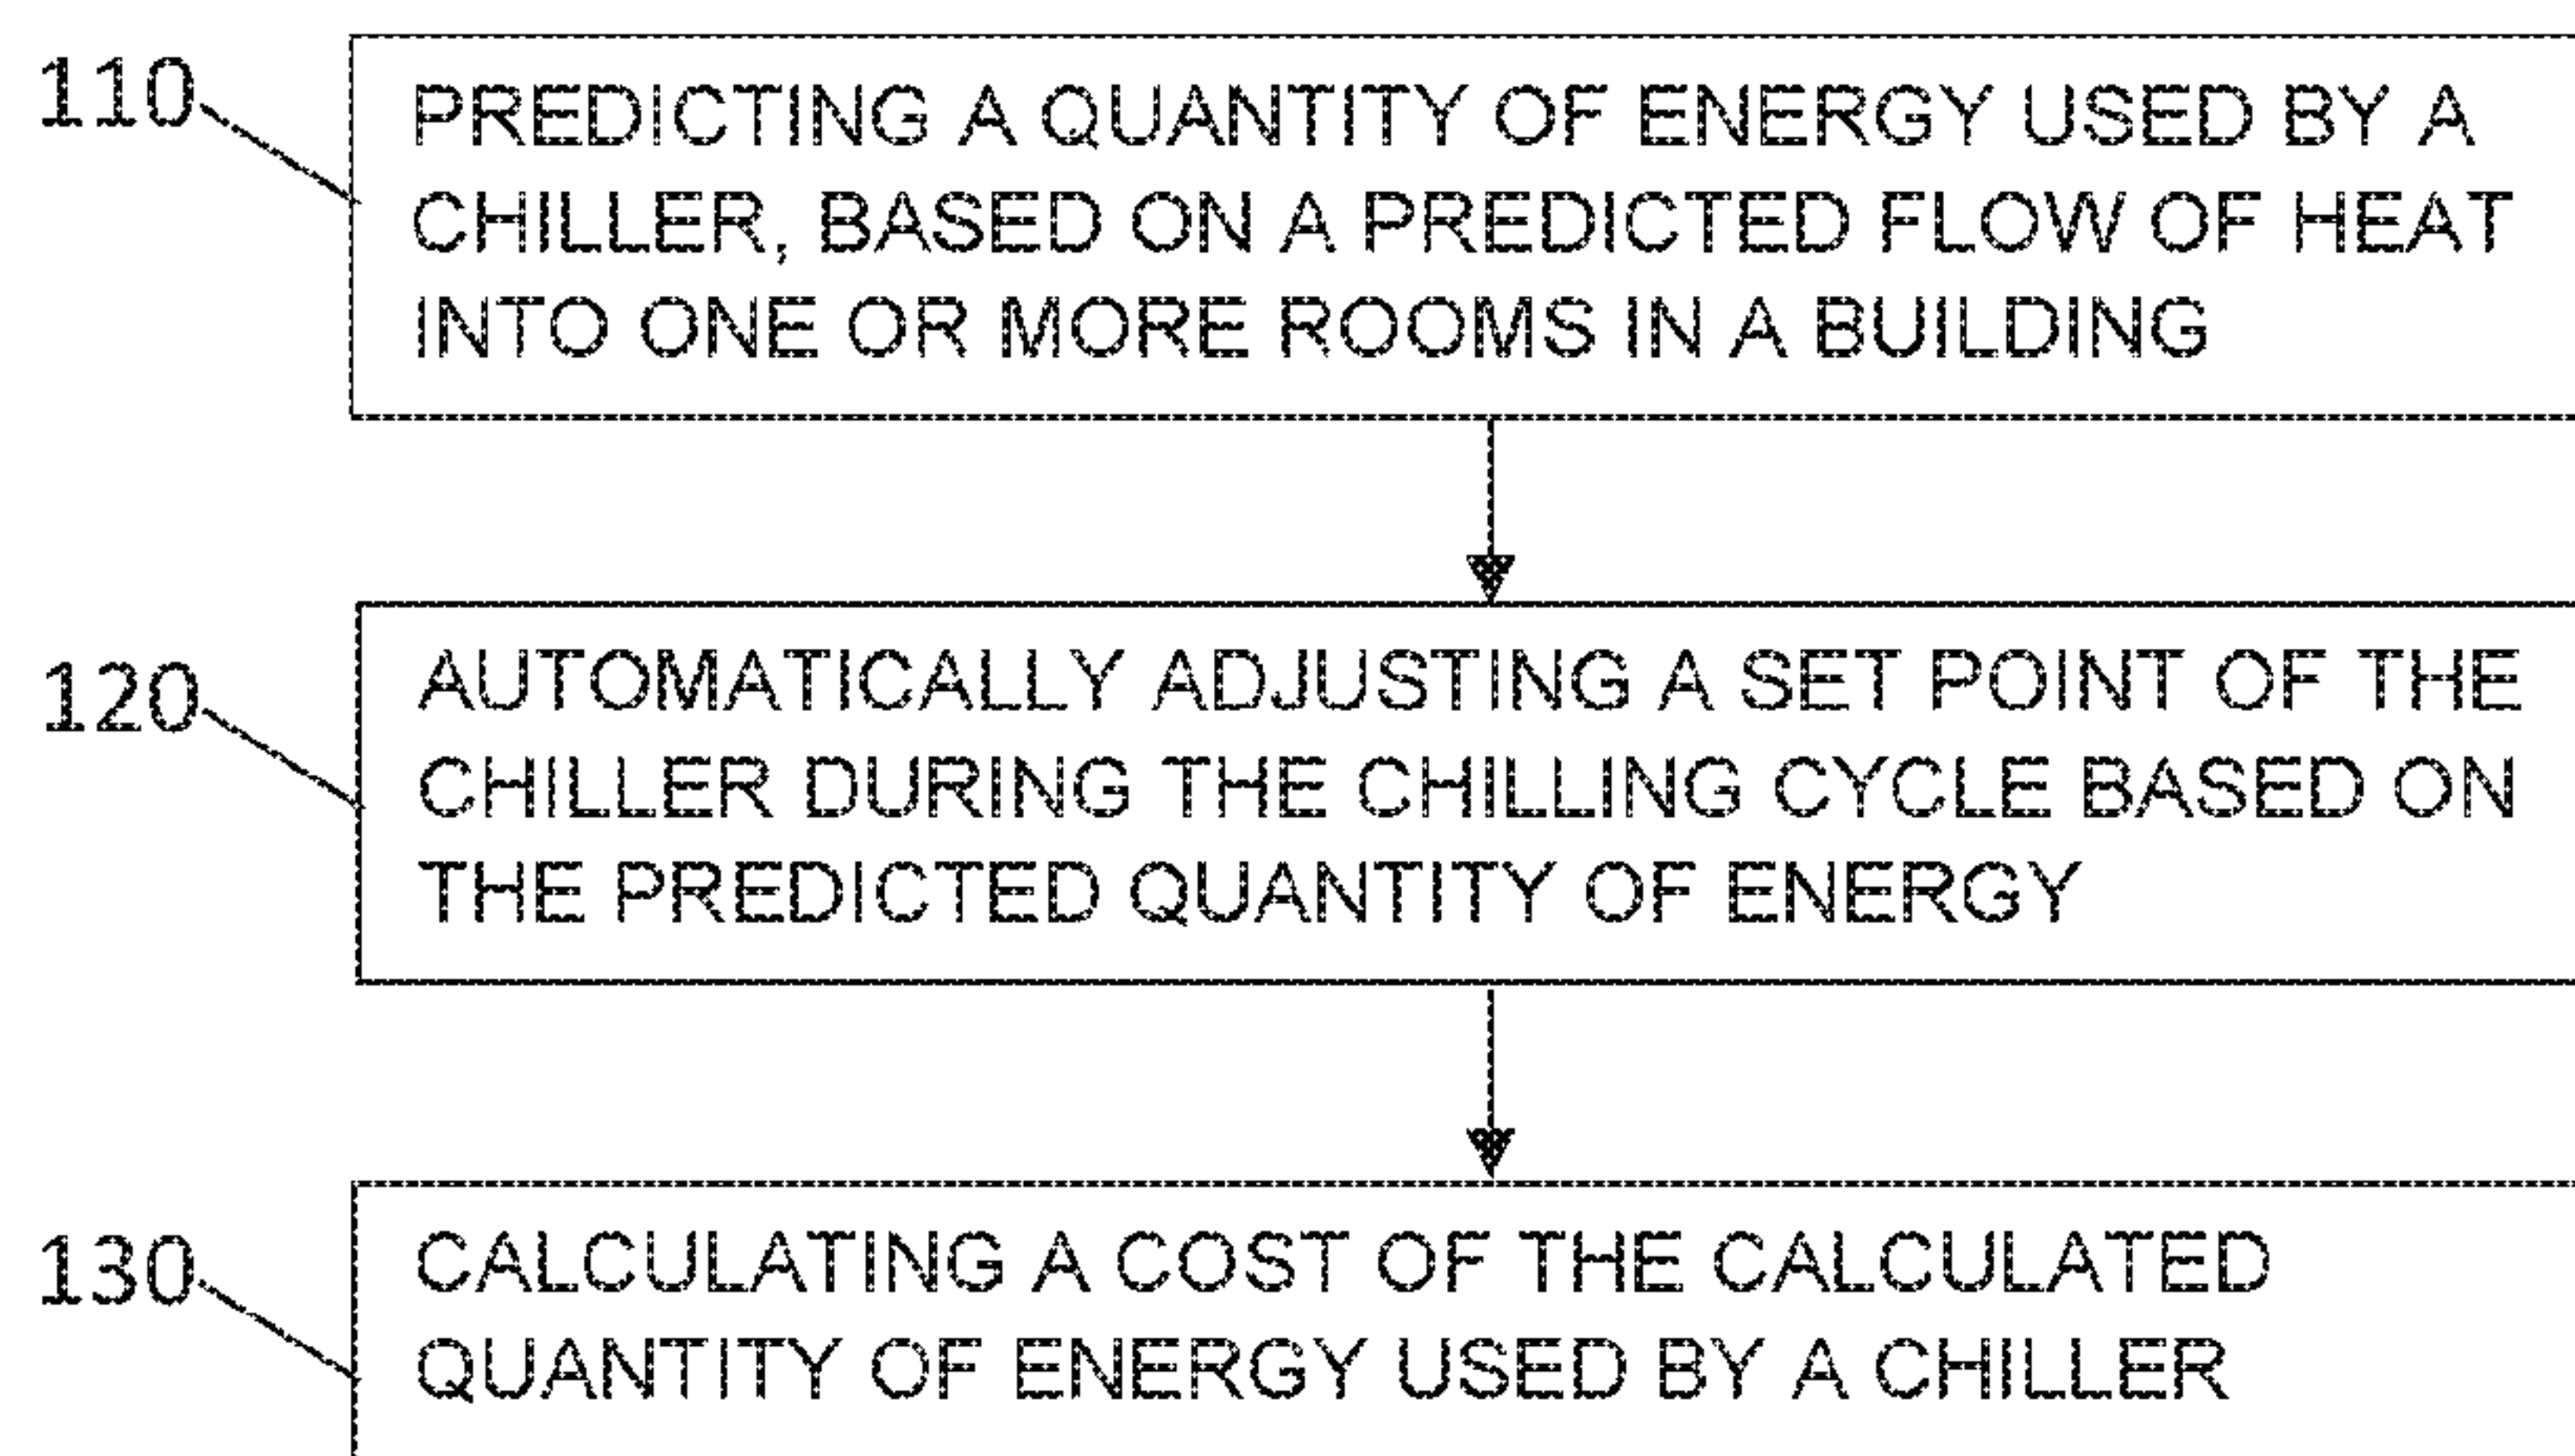 110
PREDICTING A QUANTITY OF ENERGY USED BY A
CHILLER, BASED ON A PREDICTED FLOW OF HEAT
INTO ONE OR MORE ROOMS IN A BUILDING
120
AUTOMATICALLY ADJUSTING A SET POINT OF THE
CHILLER DURING THE CHILLING CYCLE BASED ON
THE PREDICTED QUANTITY OF ENERGY
130
CALCULATING A COST OF THE CALCULATED
QUANTITY OF ENERGY USED BY A CHILLER